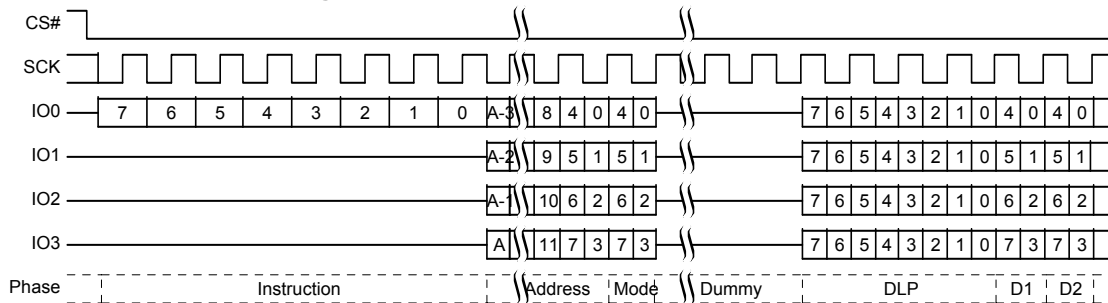 CS#
SCK
IO0 7 6 5 4 3 2 1 0 A-3 8 4 0 4 0 7 6 5 4 3 2 1 0 4 0 4 0
IO1 A-2 9 5 1 5 1 7 6 5 4 3 2 1 0 5 1 5 1
IO2 A-1 10 6 2 6 2 7 6 5 4 3 2 1 0 6 2 6 2
IO3 A 11 7 3 7 3 7 6 5 4 3 2 1 0 7 3 7 3
Phase Instruction Address Mode Dummy DLP D1 D2